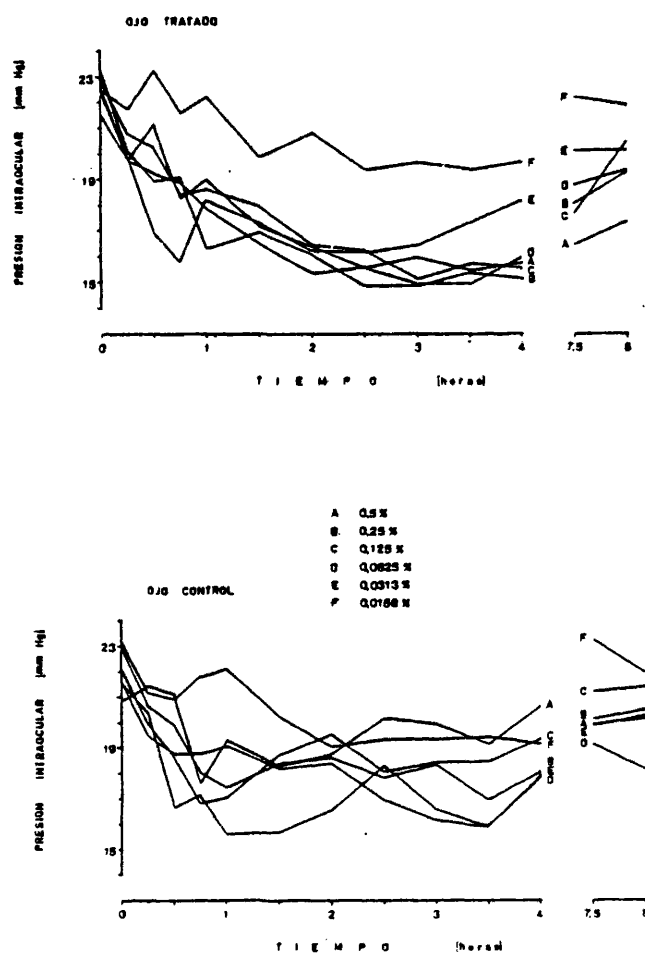 OJO TRATADO
PRESION INTRAOCULAR [mm Hg]
23
19
15
F
E
D
A
C
B
F
E
D
B
C
A
0
1
2
3
4
7.5
8
T I E M P O [horas]
A 0,5 %
B 0,25 %
C 0,125 %
D 0,0625 %
E 0,0313 %
F 0,0156 %
OJO CONTROL
PRESION INTRAOCULAR [mm Hg]
23
19
15
A
C
F
B
E
D
F
C
B
D
0
1
2
3
4
7.5
8
T I E M P O [horas]